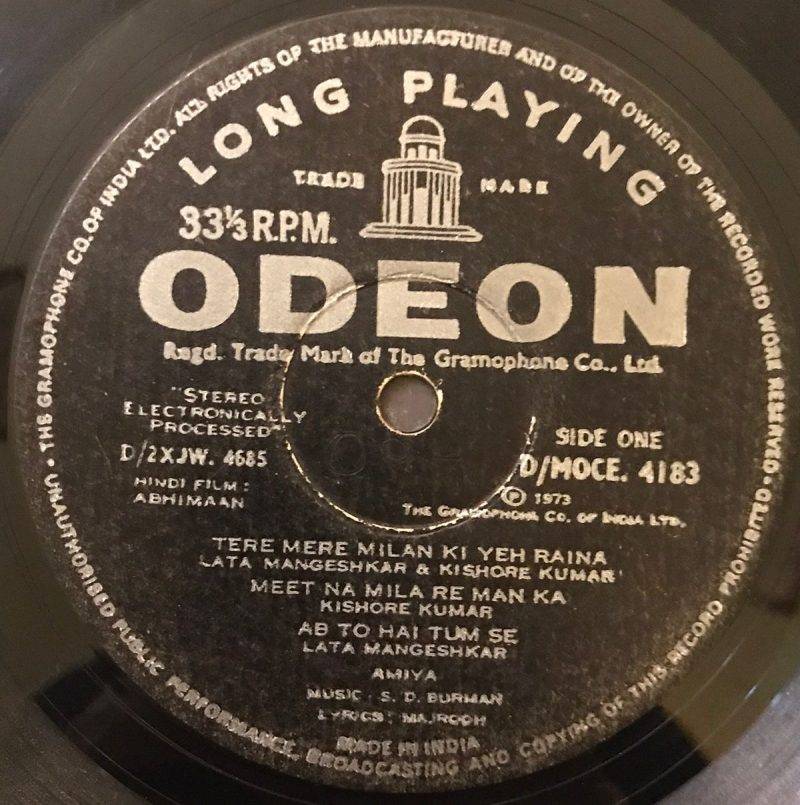 THE GRAMOPHONE CO. OF INDIA LTD. ALL RIGHTS OF THE MANUFACTURER AND OF THE OWNER OF THE RECORDED WORK RESERVED • UNAUTHORISED PUBLIC PERFORMANCE, BROADCASTING AND COPYING OF THIS RECORD PROHIBITED •
LONG PLAYING
TRADE MARK
33⅓ R.P.M.
ODEON
Regd. Trade Mark of The Gramophone Co., Ltd.
"STEREO
ELECTRONICALLY
PROCESSED"
SIDE ONE
D/2XJW. 4685
D/MOCE. 4183
HINDI FILM :
ABHIMAAN
℗ 1973
THE GRAMOPHONE CO. OF INDIA LTD.
TERE MERE MILAN KI YEH RAINA
LATA MANGESHKAR & KISHORE KUMAR
MEET NA MILA RE MAN KA
KISHORE KUMAR
AB TO HAI TUM SE
LATA MANGESHKAR
AMIYA
MUSIC : S. D. BURMAN
LYRICS : MAJROOH
MADE IN INDIA